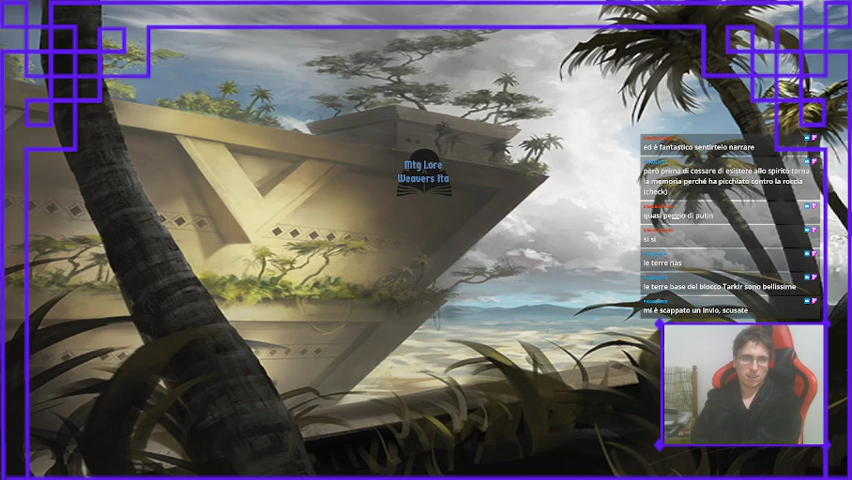 Mtg Lore
Weavers Ita
ed è fantastico sentirtelo narrare
però prima di cessare di esistere allo spirito torna
la memoria perché ha picchiato contro la roccia
(check)
quasi peggio di putin
si si
le terre nas
le terre base del blocco Tarkir sono bellissime
mi è scappato un invio, scusate